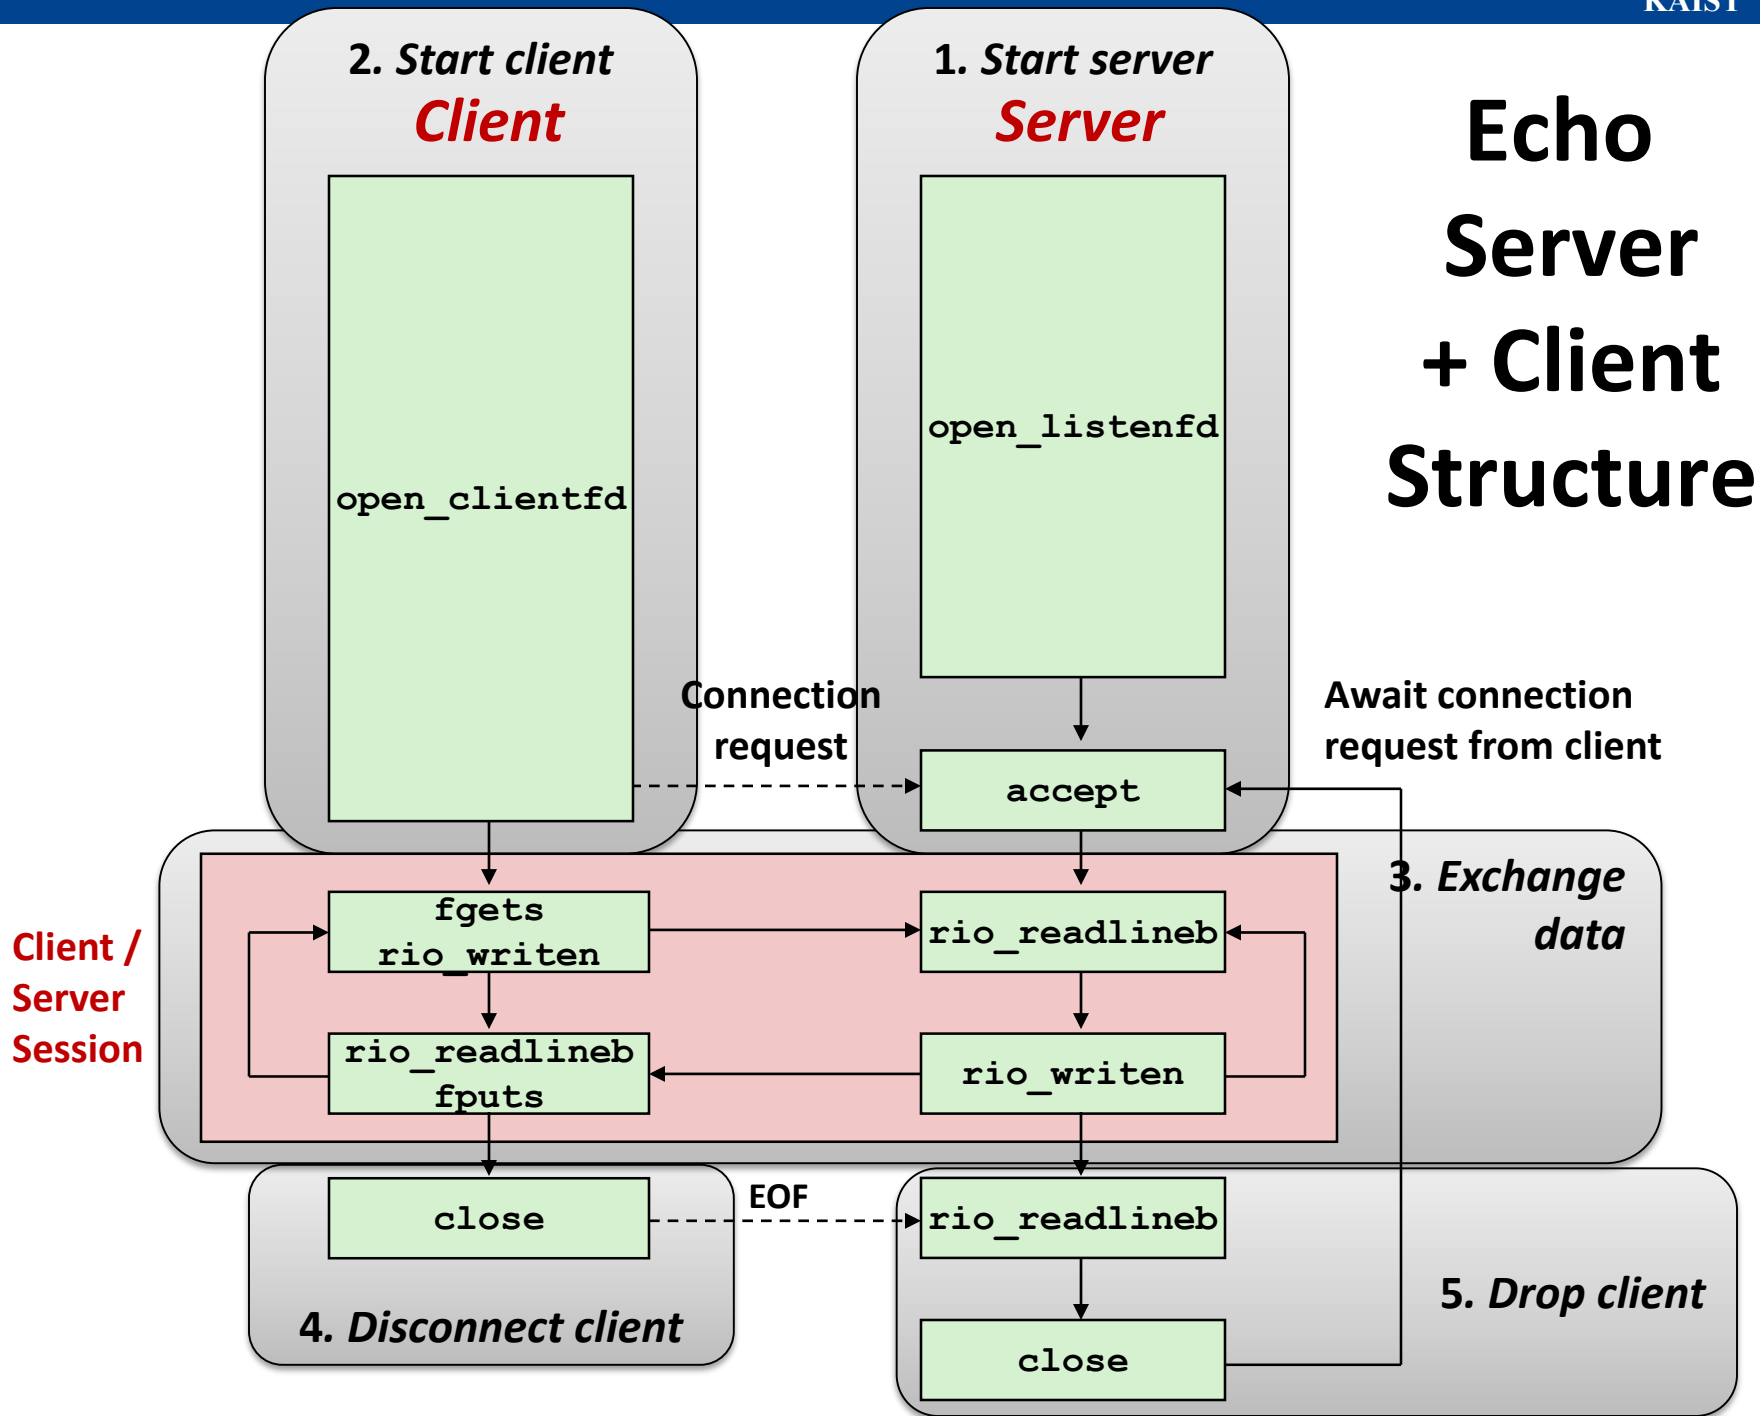 KAIST
2. Start client
Client
1. Start server
Server
Echo
Server
+ Client
Structure
open_listenfd
open_clientfd
Connection
request
Await connection
request from client
accept
3. Exchange
data
Client /
Server
Session
fgets
rio_writen
rio_readlineb
rio_readlineb
fputs
rio_writen
close
EOF
rio_readlineb
4. Disconnect client
5. Drop client
close